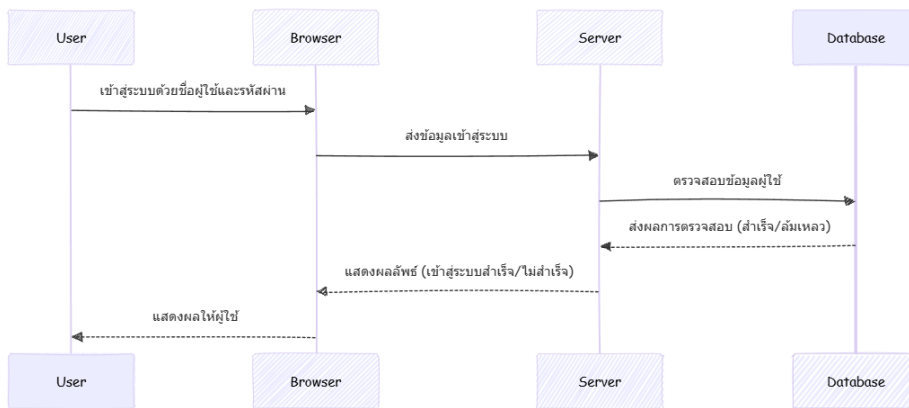 User
Browser
Server
Database
เข้าสู่ระบบด้วยชื่อผู้ใช้และรหัสผ่าน
ส่งข้อมูลเข้าสู่ระบบ
ตรวจสอบข้อมูลผู้ใช้
ส่งผลการตรวจสอบ (สำเร็จ/ล้มเหลว)
แสดงผลลัพธ์ (เข้าสู่ระบบสำเร็จ/ไม่สำเร็จ)
แสดงผลให้ผู้ใช้
User
Browser
Server
Database